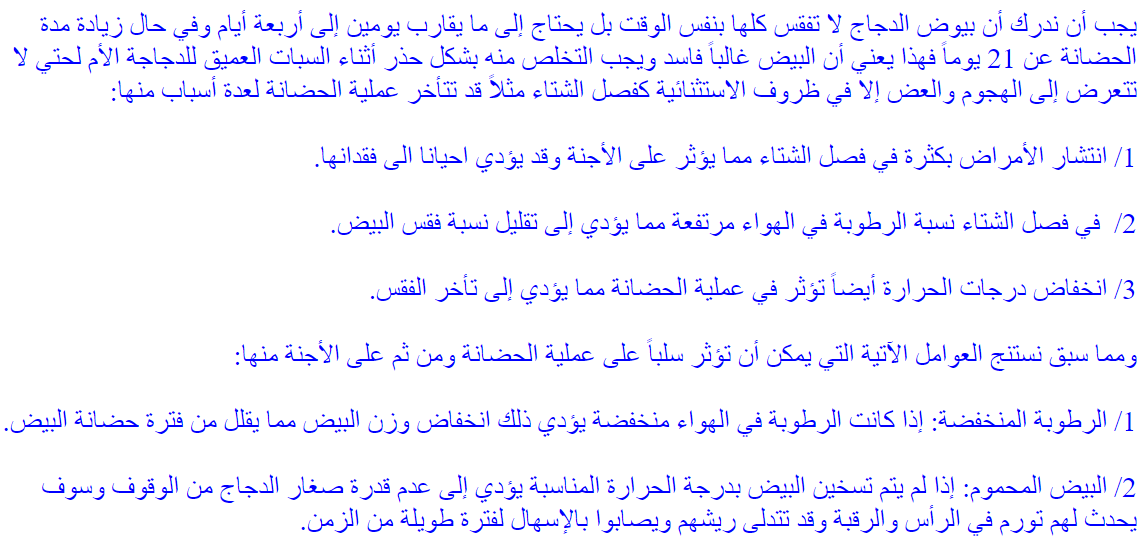 يجب أن ندرك أن بيوض الدجاج لا تفقس كلها بنفس الوقت بل يحتاج إلى ما يقارب يومين إلى أربعة أيام وفي حال زيادة مدة
الحضانة عن 21 يوماً فهذا يعني أن البيض غالباً فاسد ويجب التخلص منه بشكل حذر أثناء السبات العميق للدجاجة الأم لحتي لا
تتعرض إلى الهجوم والعض إلا في ظروف الاستثنائية كفصل الشتاء مثلاً قد تتأخر عملية الحضانة لعدة أسباب منها:
1/ انتشار الأمراض بكثرة في فصل الشتاء مما يؤثر على الأجنة وقد يؤدي احيانا الى فقدانها.
2/ في فصل الشتاء نسبة الرطوبة في الهواء مرتفعة مما يؤدي إلى تقليل نسبة فقس البيض.
3/ انخفاض درجات الحرارة أيضاً تؤثر في عملية الحضانة مما يؤدي إلى تأخر الفقس.
ومما سبق نستنج العوامل الآتية التي يمكن أن تؤثر سلباً على عملية الحضانة ومن ثم على الأجنة منها:
1/ الرطوبة المنخفضة: إذا كانت الرطوبة في الهواء منخفضة يؤدي ذلك انخفاض وزن البيض مما يقلل من فترة حضانة البيض.
2/ البيض المحموم: إذا لم يتم تسخين البيض بدرجة الحرارة المناسبة يؤدي إلى عدم قدرة صغار الدجاج من الوقوف وسوف
يحدث لهم تورم في الرأس والرقبة وقد تتدلى ريشهم ويصابوا بالإسهال لفترة طويلة من الزمن.